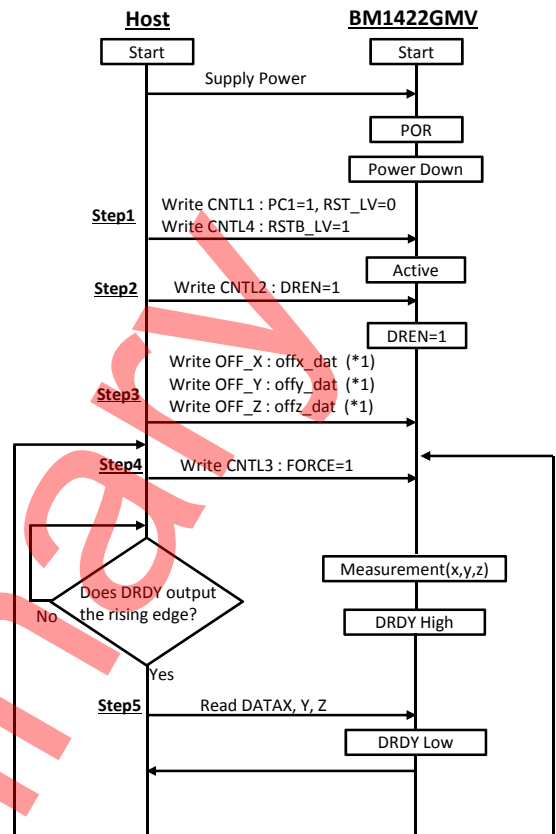 Host BM1422GMV
Start Start
Supply Power
POR
Power Down
Write CNTL1 : PC1=1, RST_LV=0
Step1
Write CNTL4 : RSTB_LV=1
Active
Step2 Write CNTL2 : DREN=1
DREN=1
Write OFF_X : offx_dat (*1)
Write OFF_Y : offy_dat (*1)
Step3
Write OFF_Z : offz_dat (*1)
Step4 Write CNTL3 : FORCE=1
Measurement(x,y,z)
Does DRDY output
the rising edge?
No
DRDY High
Yes
Step5 Read DATAX, Y, Z
DRDY Low